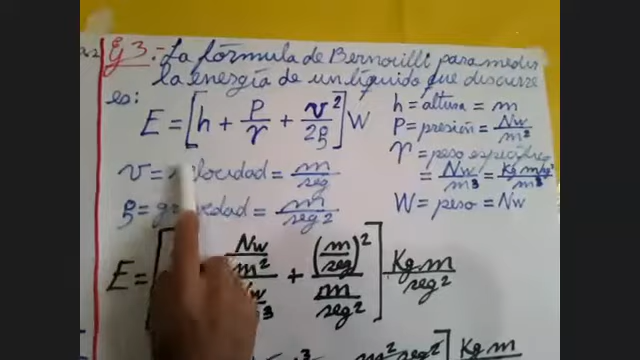 Ej 3.- La fórmula de Bernoulli para medir
la energía de un líquido que discurre
es: E = [h + P/γ + v²/2g] W
h = altura = m
P = presión = Nw/m²
γ = peso específico
= Nw/m³ = Kg m/seg²/m³
W = peso = Nw
v = velocidad = m/seg
g = gravedad = m/seg²
E = [ Nw/m² + (m/seg)²/m/seg² ] Kg m/seg²
Kg m